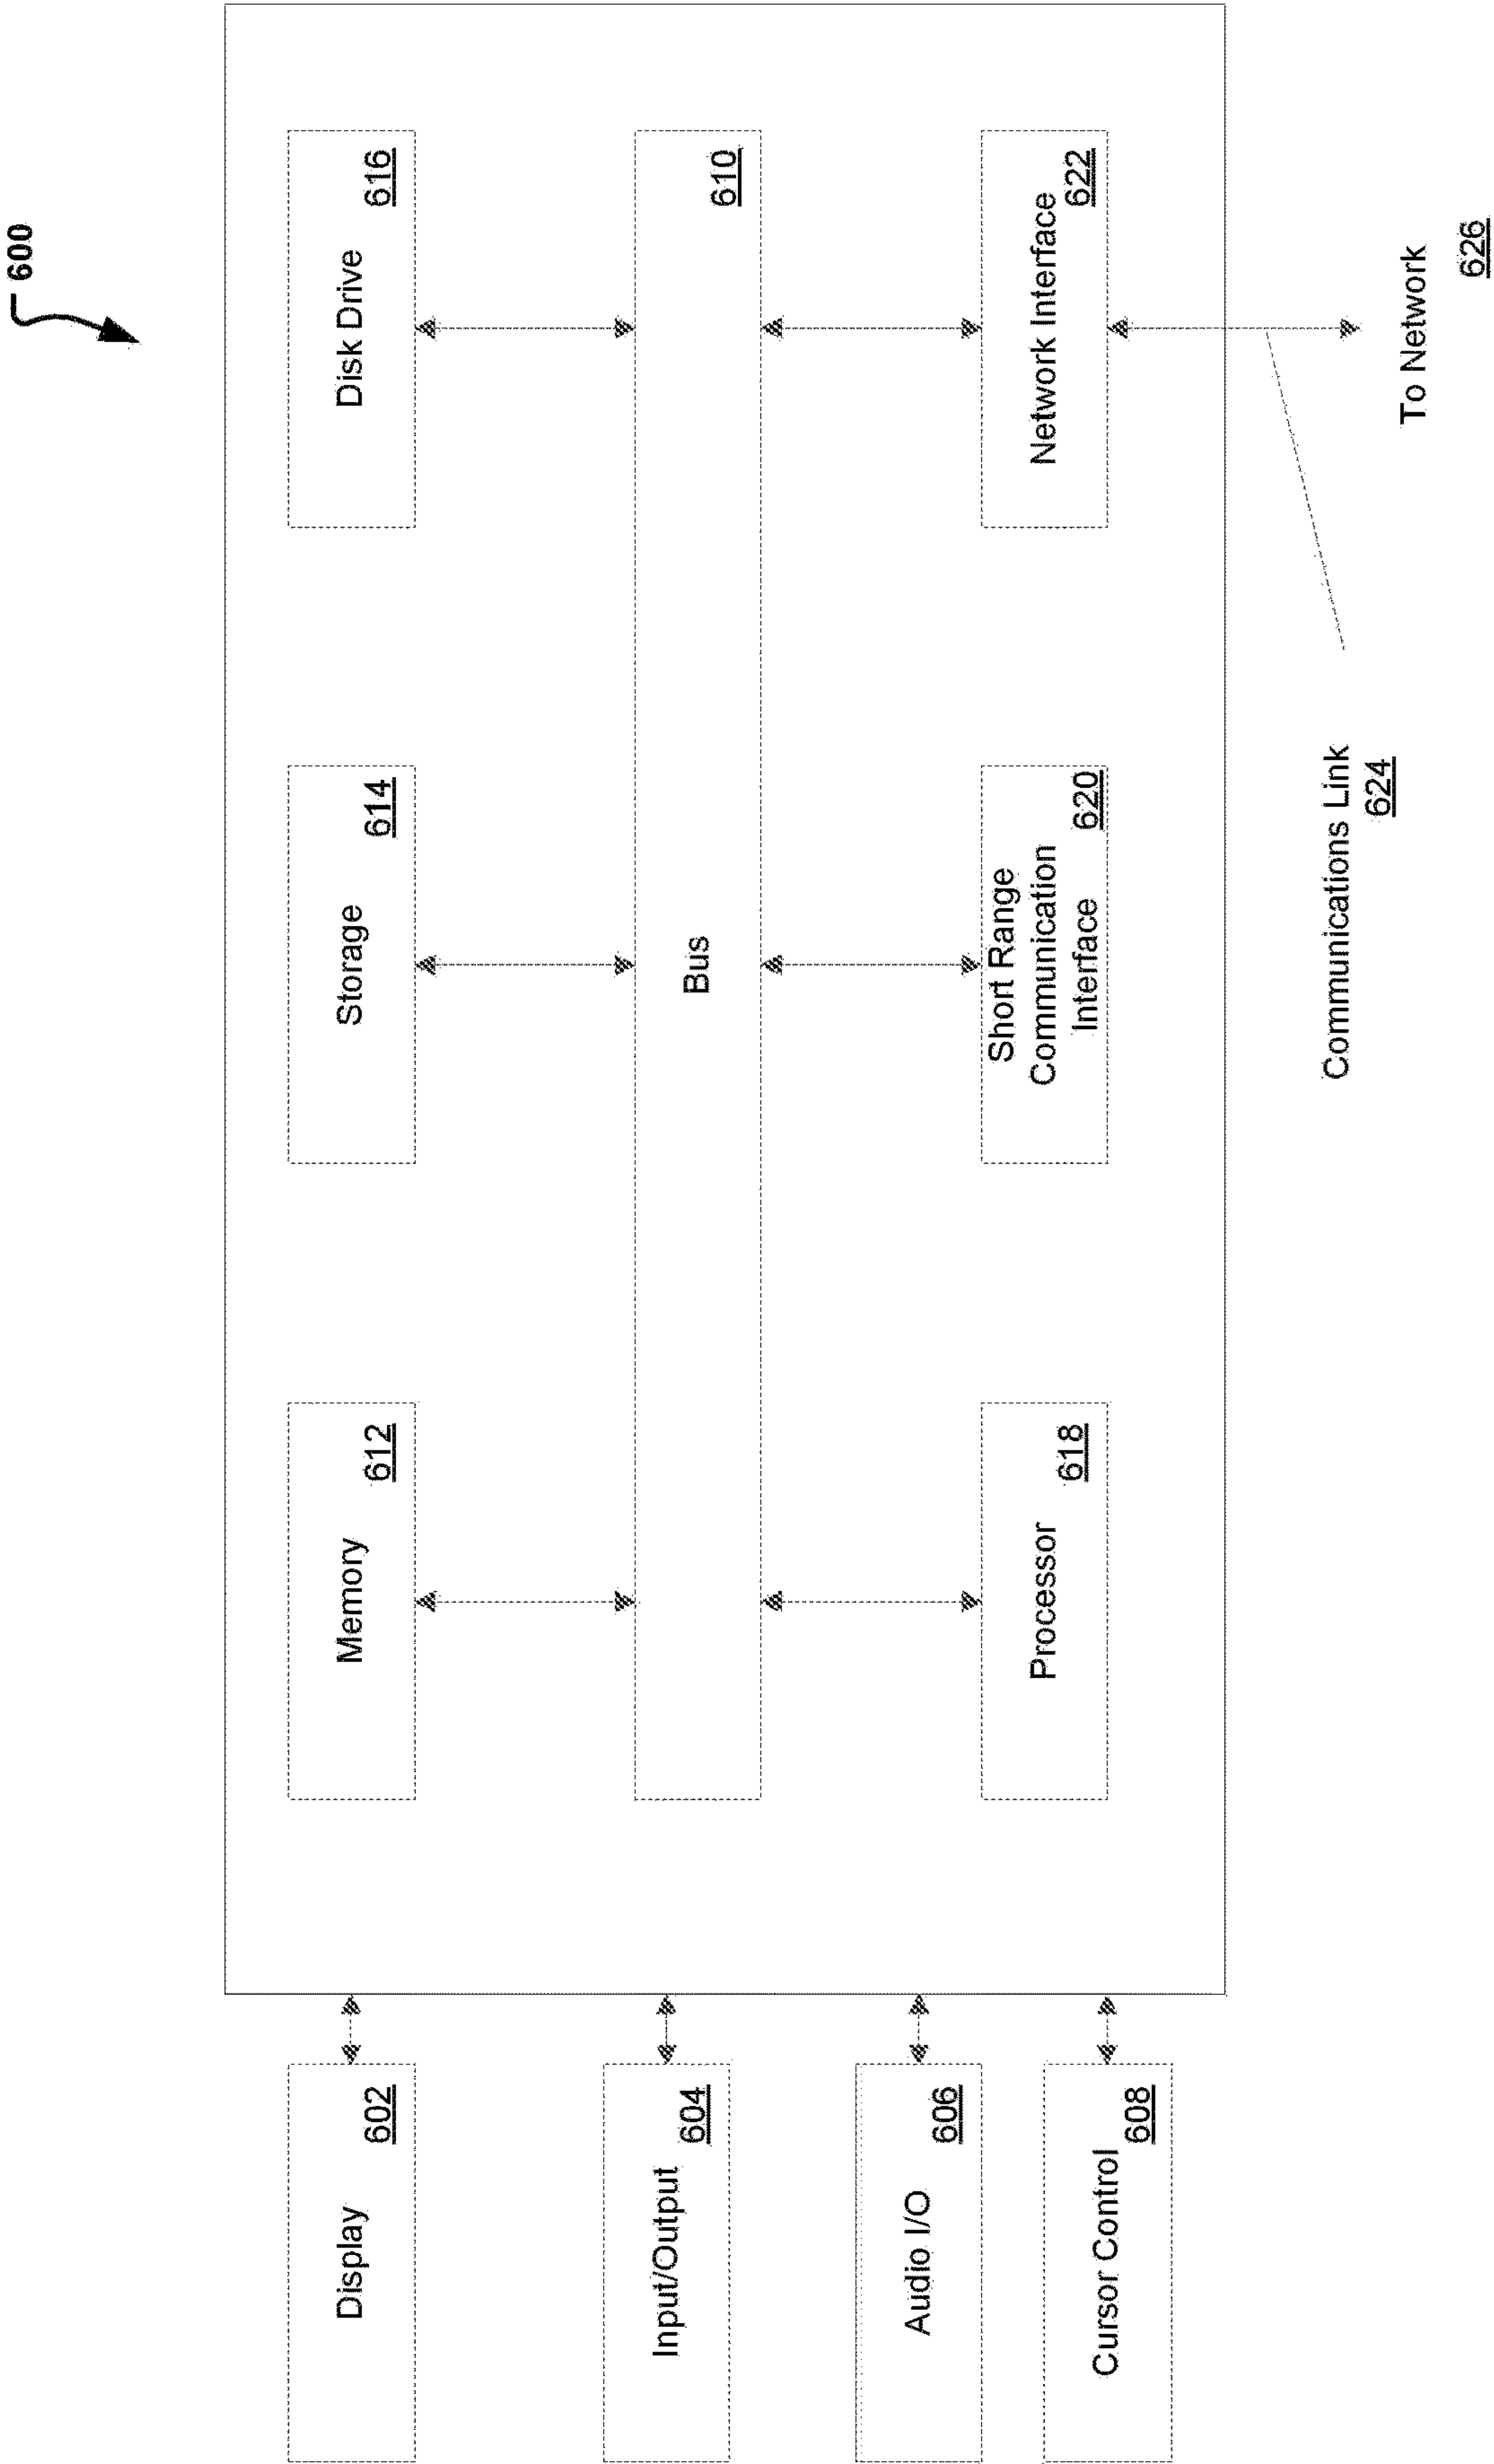 600
Display
602
Memory
612
Storage
614
Disk Drive
616
Input/Output
604
Bus
610
Audio I/O
606
Cursor Control
608
Processor
618
Short Range
Communication
Interface
620
Network Interface
622
Communications Link
624
To Network
626